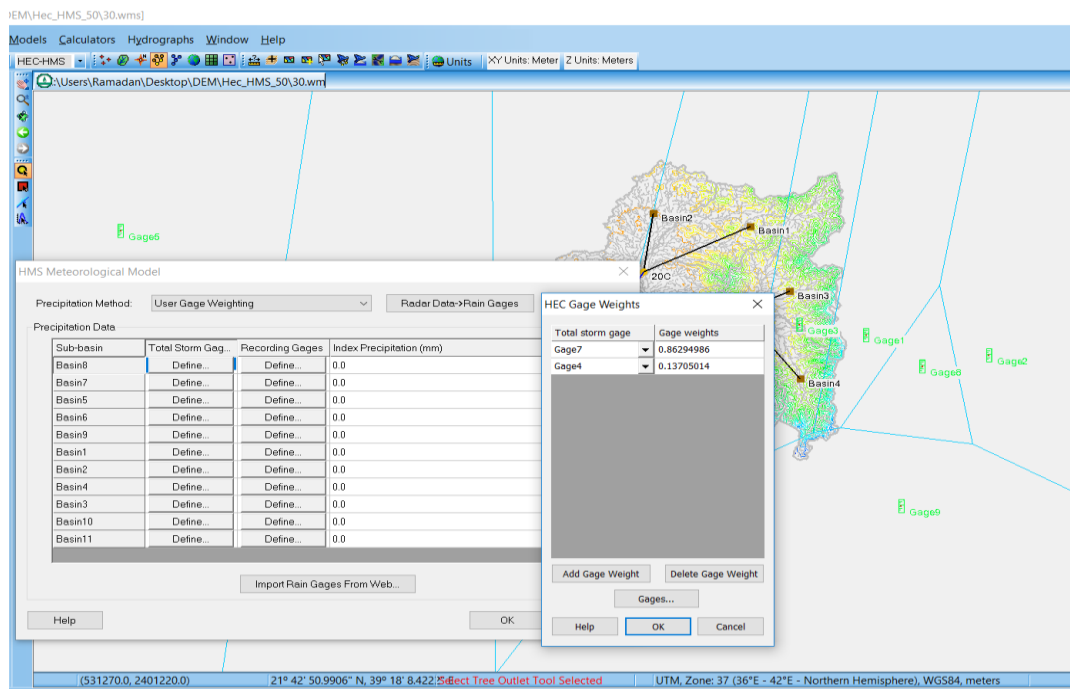 DEM\Hec_HMS_50\30.wms]
Models Calculators Hydrographs Window Help
HEC-HMS Units XY Units: Meter Z Units: Meters
:\Users\Ramadan\Desktop\DEM\Hec_HMS_50\30.wm
Basin2
Basin1
Gage5
20C
Basin3
Gage3
Gage1
Gage2
Gage6
Basin4
Gage9
HMS Meteorological Model
Precipitation Method: User Gage Weighting Radar Data->Rain Gages
Precipitation Data
Sub-basin Total Storm Gag... Recording Gages Index Precipitation (mm)
Basin8 Define... Define... 0.0
Basin7 Define... Define... 0.0
Basin5 Define... Define... 0.0
Basin6 Define... Define... 0.0
Basin9 Define... Define... 0.0
Basin1 Define... Define... 0.0
Basin2 Define... Define... 0.0
Basin4 Define... Define... 0.0
Basin3 Define... Define... 0.0
Basin10 Define... Define... 0.0
Basin11 Define... Define... 0.0
Import Rain Gages From Web...
Help OK
HEC Gage Weights
Total storm gage Gage weights
Gage7 0.86294986
Gage4 0.13705014
Add Gage Weight Delete Gage Weight
Gages...
Help OK Cancel
(531270.0, 2401220.0) 21° 42' 50.9906" N, 39° 18' 8.422 Select Tree Outlet Tool Selected UTM, Zone: 37 (36°E - 42°E - Northern Hemisphere), WGS84, meters